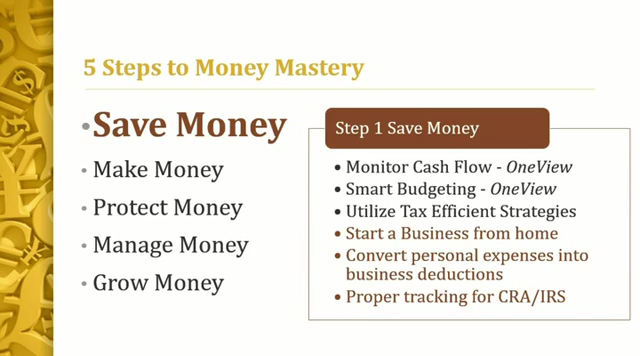 5 Steps to Money Mastery
•Save Money
• Make Money
• Protect Money
• Manage Money
• Grow Money
Step 1 Save Money
• Monitor Cash Flow - OneView
• Smart Budgeting - OneView
• Utilize Tax Efficient Strategies
• Start a Business from home
• Convert personal expenses into
business deductions
• Proper tracking for CRA/IRS